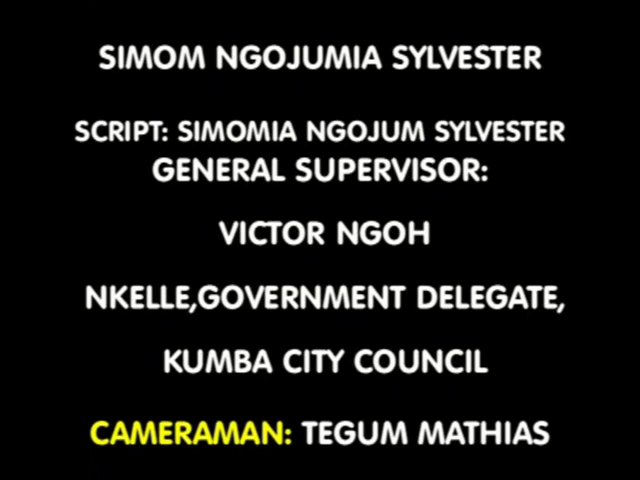 SIMOM NGOJUMIA SYLVESTER
SCRIPT: SIMOMIA NGOJUM SYLVESTER
GENERAL SUPERVISOR:
VICTOR NGOH
NKELLE,GOVERNMENT DELEGATE,
KUMBA CITY COUNCIL
CAMERAMAN: TEGUM MATHIAS